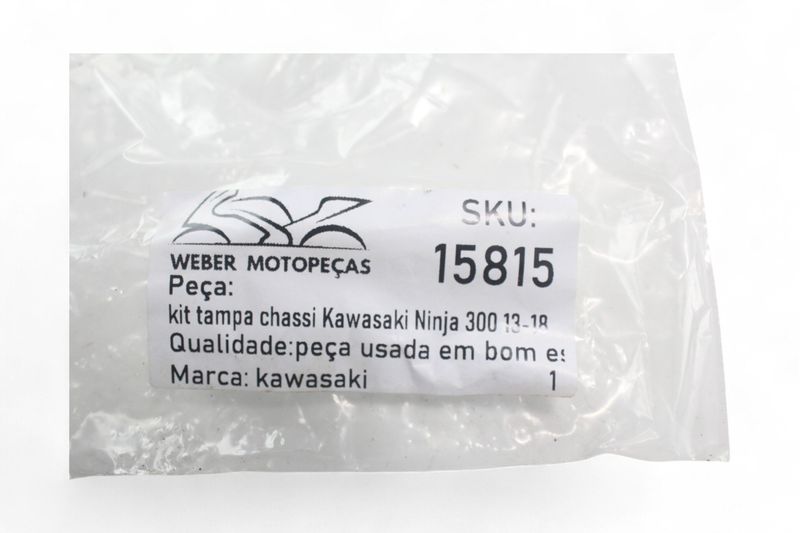 WEBER MOTOPEÇAS
SKU:
15815
Peça:
kit tampa chassi Kawasaki Ninja 300 13-18
Qualidade:peça usada em bom es
Marca: kawasaki
1